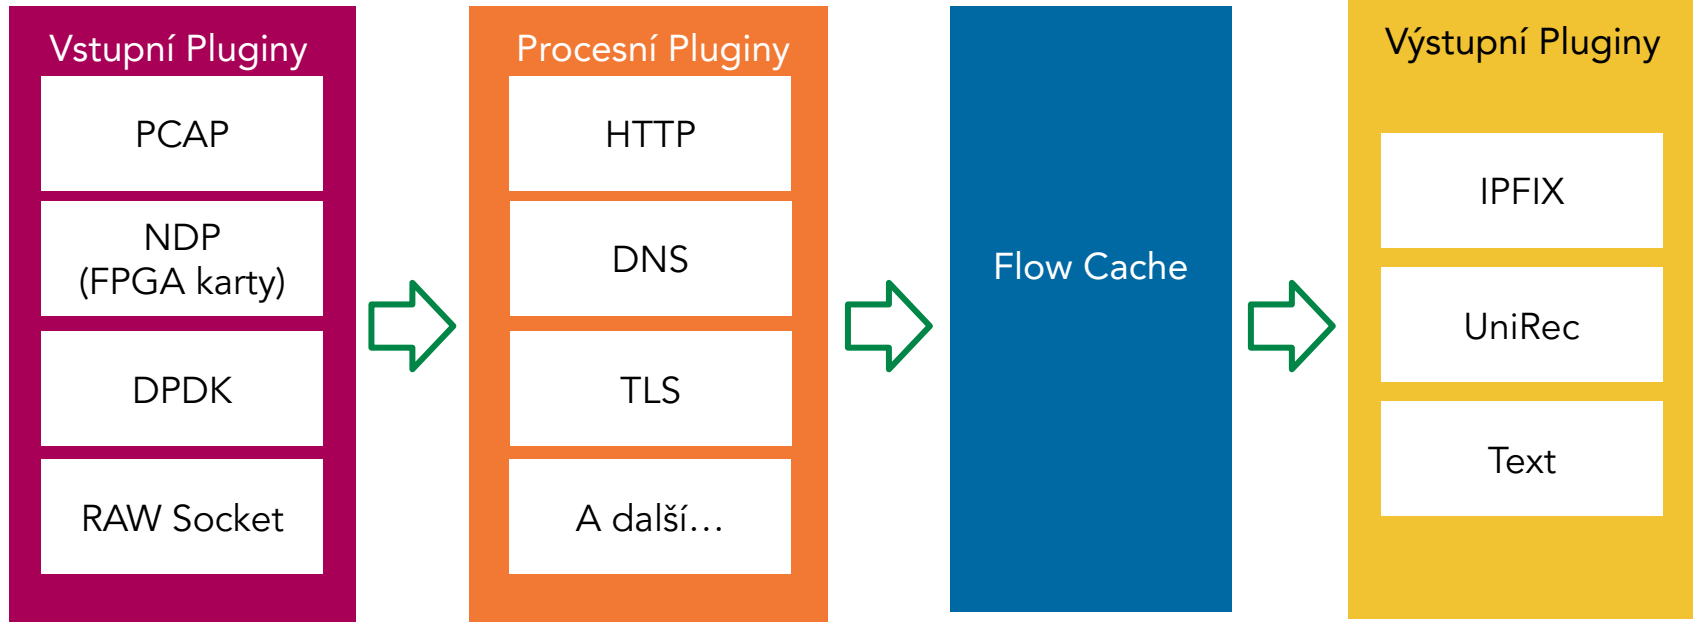 Vstupní Pluginy
PCAP
NDP
(FPGA karty)
DPDK
RAW Socket
Procesní Pluginy
HTTP
DNS
TLS
A další…
Flow Cache
Výstupní Pluginy
IPFIX
UniRec
Text